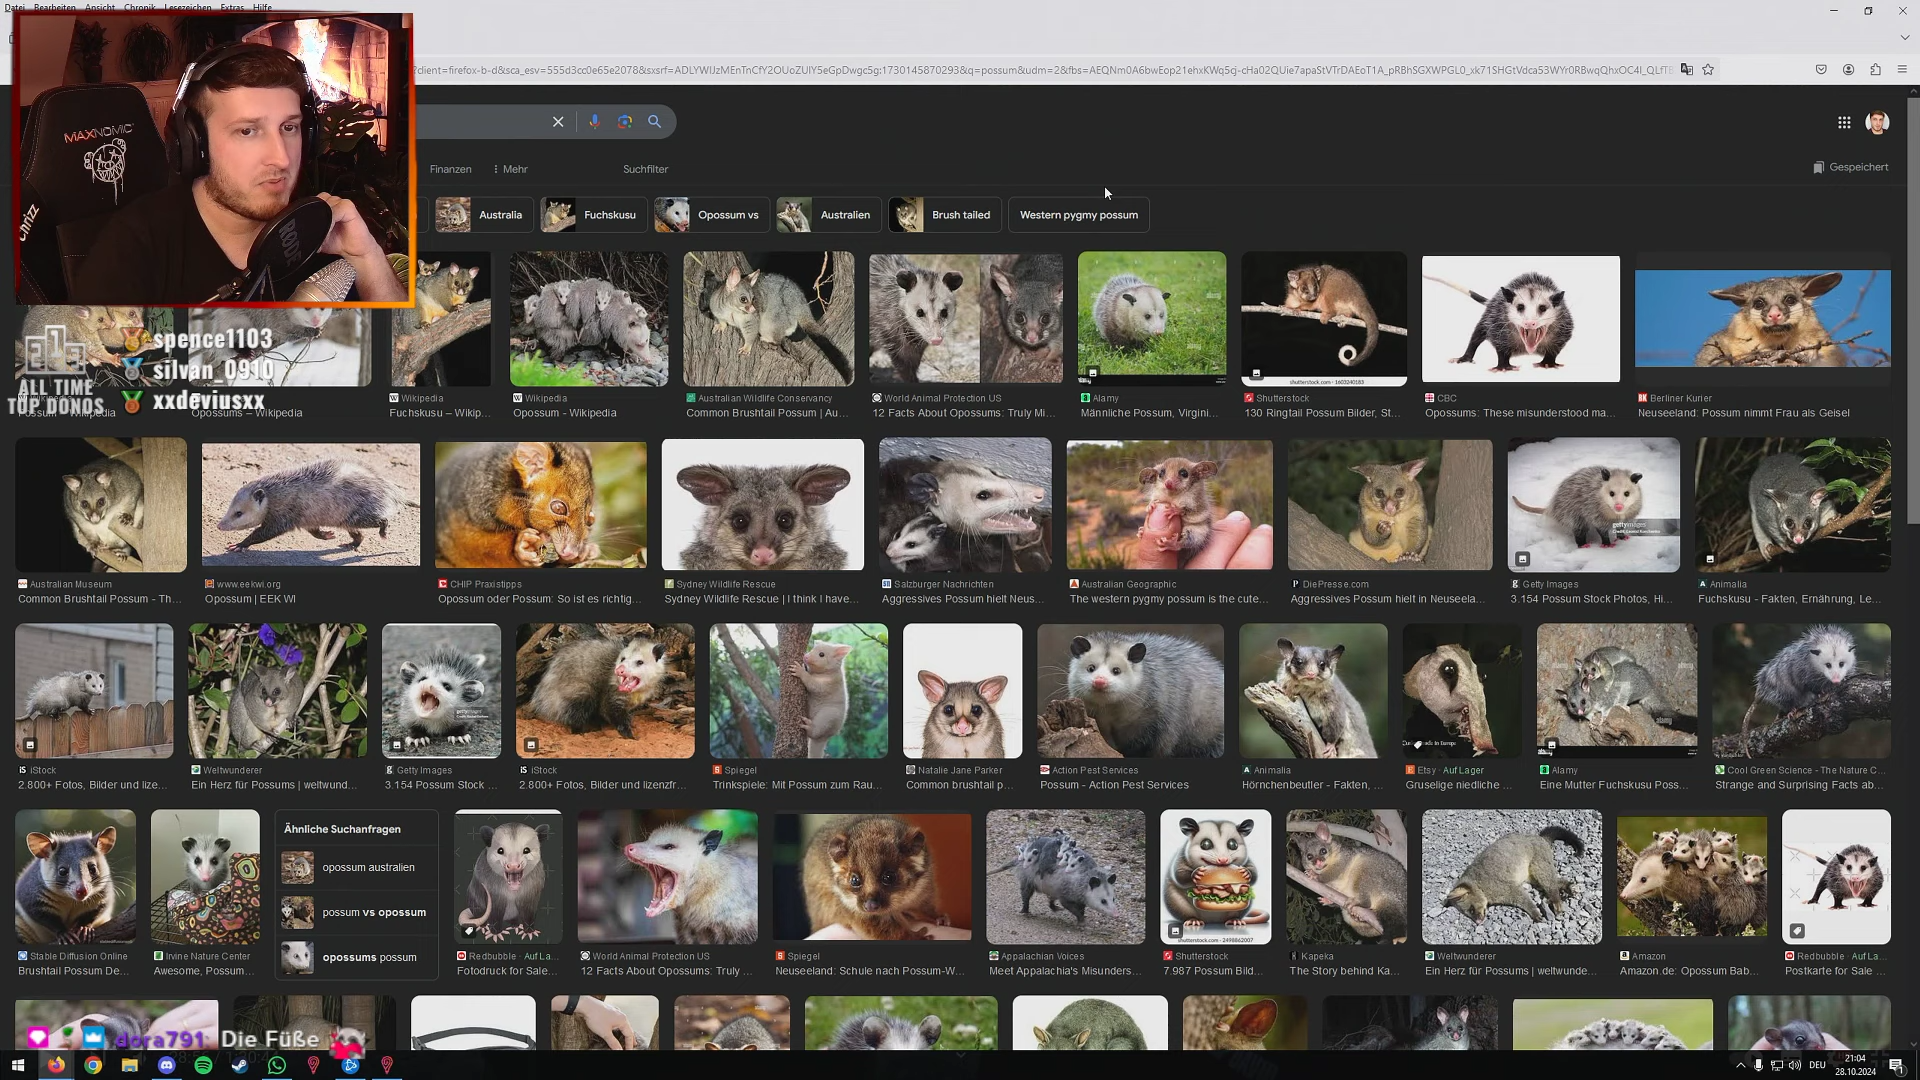 Datei Bearbeiten Ansicht Chronik Lesezeichen Extras Hilfe
MAXNOMIC
Chrizz
RODE
Finanzen
Mehr
Suchfilter
Gespeichert
Australia
Fuchskusu
Opossum vs
Australien
Brush tailed
Western pygmy possum
ALL TIME
TOP DONOS
spence1103
silvan_0910
xxdeviusxx
Opossums – Wikipedia
Wikipedia
Fuchskusu – Wikip...
Wikipedia
Opossum - Wikipedia
Australian Wildlife Conservancy
Common Brushtail Possum | Au...
World Animal Protection US
12 Facts About Opossums: Truly Mi...
Alamy
Männliche Possum, Virgini...
shutterstock.com · 1603240183
Shutterstock
130 Ringtail Possum Bilder, St...
CBC
Opossums: These misunderstood ma...
Berliner Kurier
Neuseeland: Possum nimmt Frau als Geisel
Australian Museum
Common Brushtail Possum - Th...
www.eekwi.org
Opossum | EEK WI
CHIP Praxistipps
Opossum oder Possum: So ist es richtig...
Sydney Wildlife Rescue
Sydney Wildlife Rescue | I think I have...
Salzburger Nachrichten
Aggressives Possum hielt Neus...
Australian Geographic
The western pygmy possum is the cute...
DiePresse.com
Aggressives Possum hielt in Neuseela...
gettyimages
Getty Images
3.154 Possum Stock Photos, Hi...
Animalia
Fuchskusu - Fakten, Ernährung, Le...
iStock
2.800+ Fotos, Bilder und lize...
Weltwunderer
Ein Herz für Possums | weltwund...
gettyimages
Getty Images
3.154 Possum Stock ...
iStock
2.800+ Fotos, Bilder und lizenzfr...
Spiegel
Trinkspiele: Mit Possum zum Rau...
Natalie Jane Parker
Common brushtail p...
Action Pest Services
Possum - Action Pest Services
Animalia
Hörnchenbeutler - Fakten, ...
Etsy · Auf Lager
Gruselige niedliche ...
alamy
Alamy
Eine Mutter Fuchskusu Poss...
Cool Green Science - The Nature C...
Strange and Surprising Facts ab...
Stable Diffusion Online
Brushtail Possum De...
Irvine Nature Center
Awesome, Possum...
Ähnliche Suchanfragen
opossum australien
possum vs opossum
opossums possum
Redbubble · Auf La...
Fotodruck for Sale...
World Animal Protection US
12 Facts About Opossums: Truly ...
Spiegel
Neuseeland: Schule nach Possum-W...
Appalachian Voices
Meet Appalachia's Misunders...
shutterstock.com · 2498862007
Shutterstock
7.987 Possum Bild...
Kapeka
The Story behind Ka...
Weltwunderer
Ein Herz für Possums | weltwunde...
Amazon
Amazon.de: Opossum Bab...
Redbubble · Auf La...
Postkarte for Sale ...
dora791 Die Füße
DEU
21:04
28.10.2024